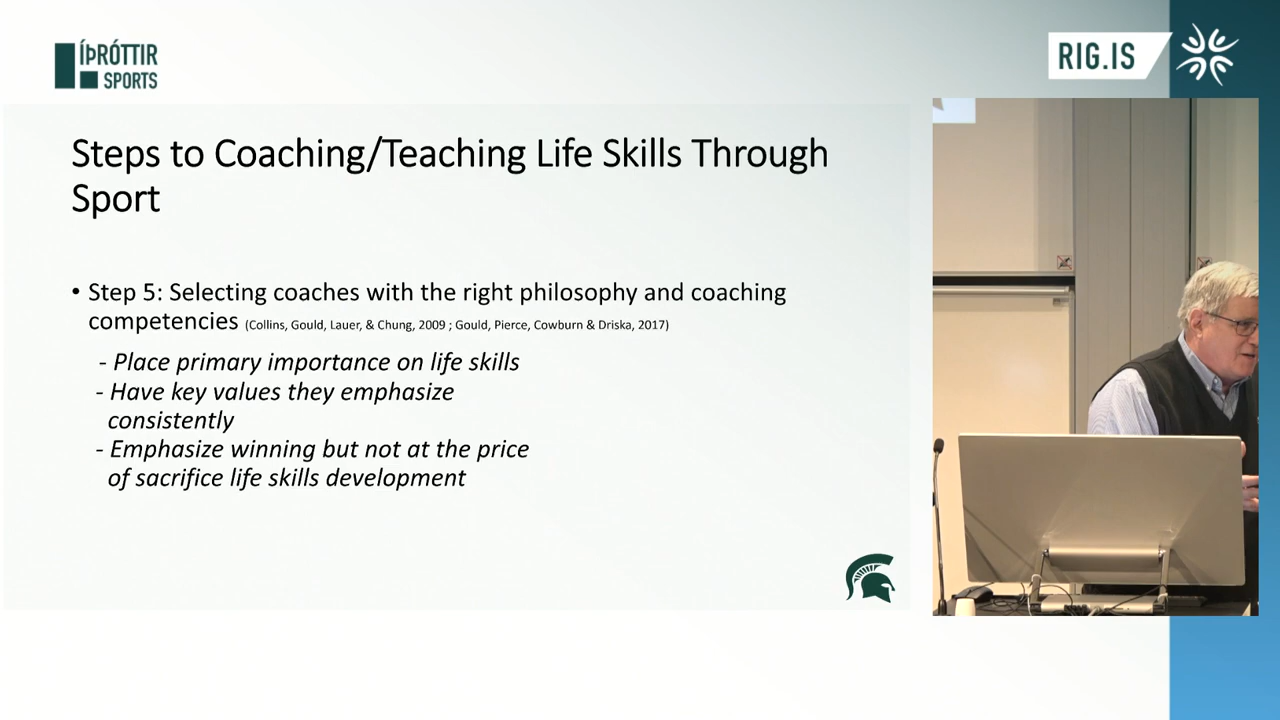 ÍÞRÓTTIR
SPORTS
RIG.IS
Steps to Coaching/Teaching Life Skills Through
Sport
• Step 5: Selecting coaches with the right philosophy and coaching
competencies (Collins, Gould, Lauer, & Chung, 2009 ; Gould, Pierce, Cowburn & Driska, 2017)
- Place primary importance on life skills
- Have key values they emphasize
consistently
- Emphasize winning but not at the price
of sacrifice life skills development